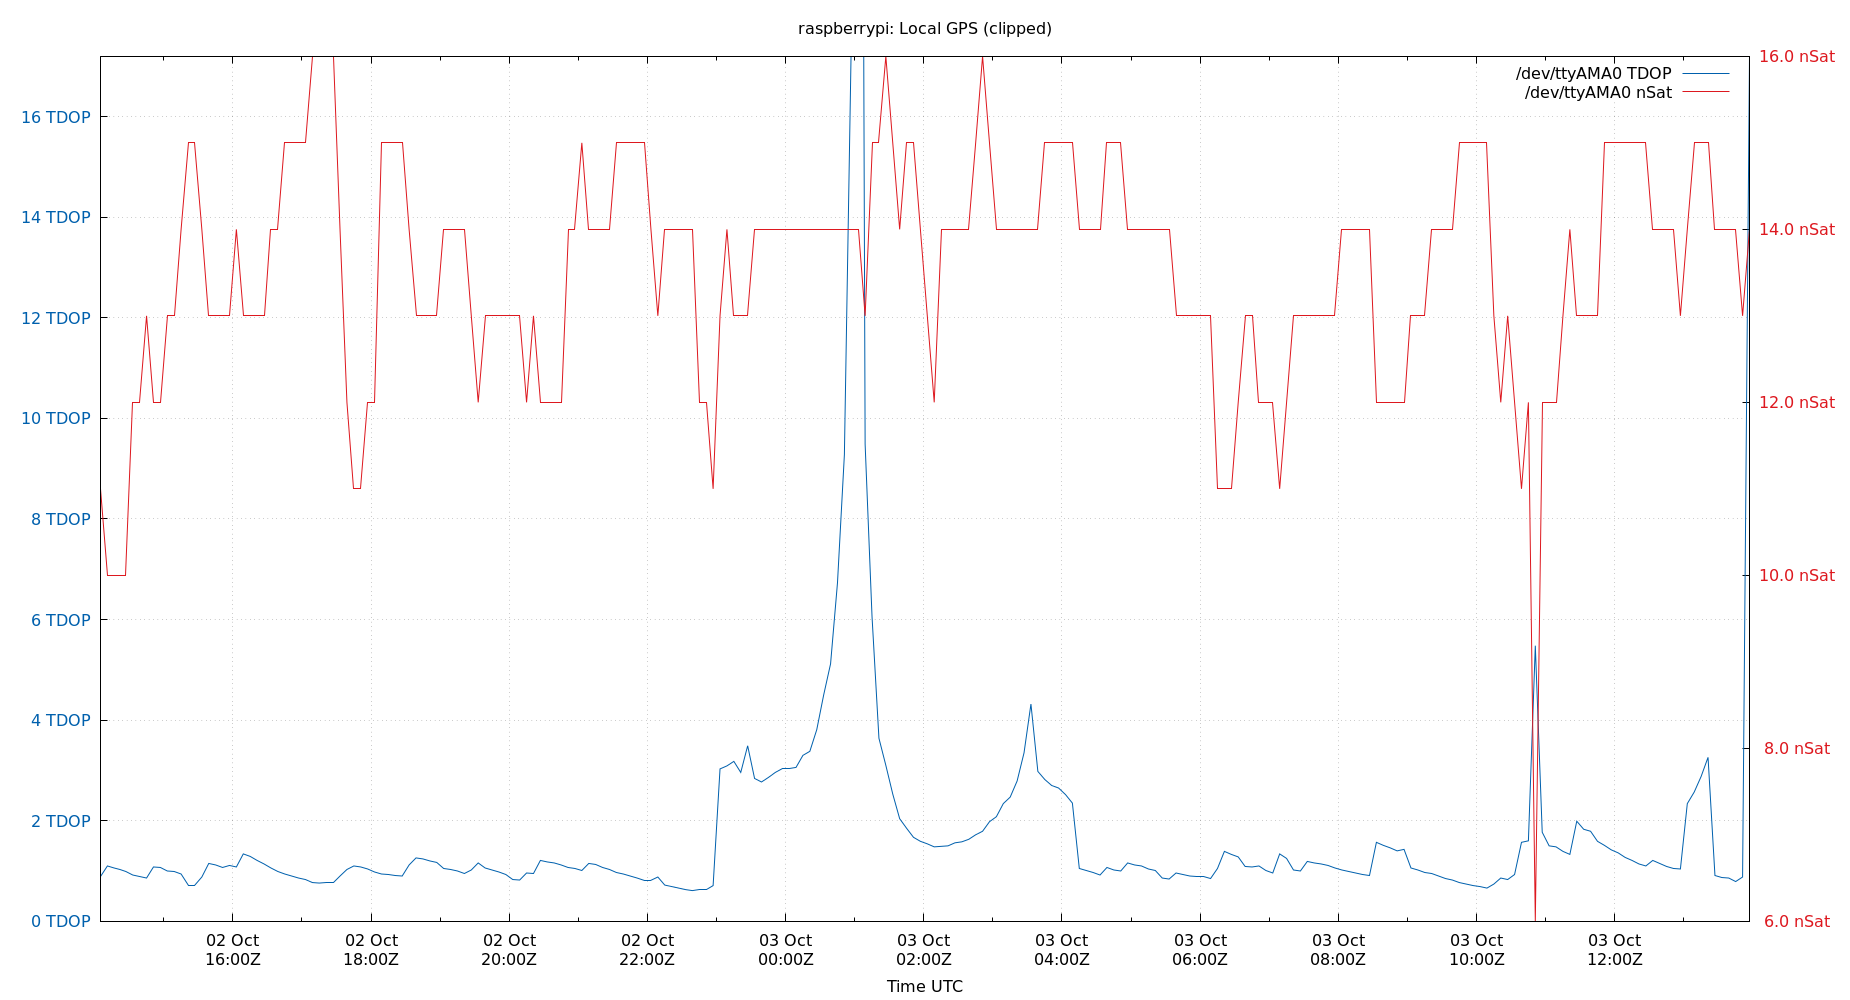 raspberrypi: Local GPS (clipped)
/dev/ttyAMA0 TDOP
/dev/ttyAMA0 nSat
16 TDOP
14 TDOP
12 TDOP
10 TDOP
8 TDOP
6 TDOP
4 TDOP
2 TDOP
0 TDOP
16.0 nSat
14.0 nSat
12.0 nSat
10.0 nSat
8.0 nSat
6.0 nSat
02 Oct
16:00Z
02 Oct
18:00Z
02 Oct
20:00Z
02 Oct
22:00Z
03 Oct
00:00Z
03 Oct
02:00Z
03 Oct
04:00Z
03 Oct
06:00Z
03 Oct
08:00Z
03 Oct
10:00Z
03 Oct
12:00Z
Time UTC